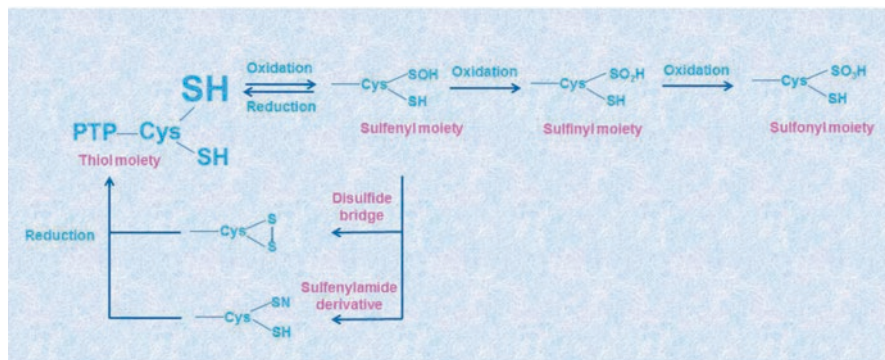 SH
PTP—Cys
SH
Thiol moiety
Oxidation
Reduction
SOH
—Cys
SH
Sulfenyl moiety
Oxidation
SO₂H
—Cys
SH
Sulfinyl moiety
Oxidation
SO₃H
—Cys
SH
Sulfonyl moiety
Reduction
S
—Cys
S
Disulfide
bridge
SN
—Cys
SH
Sulfenylamide
derivative